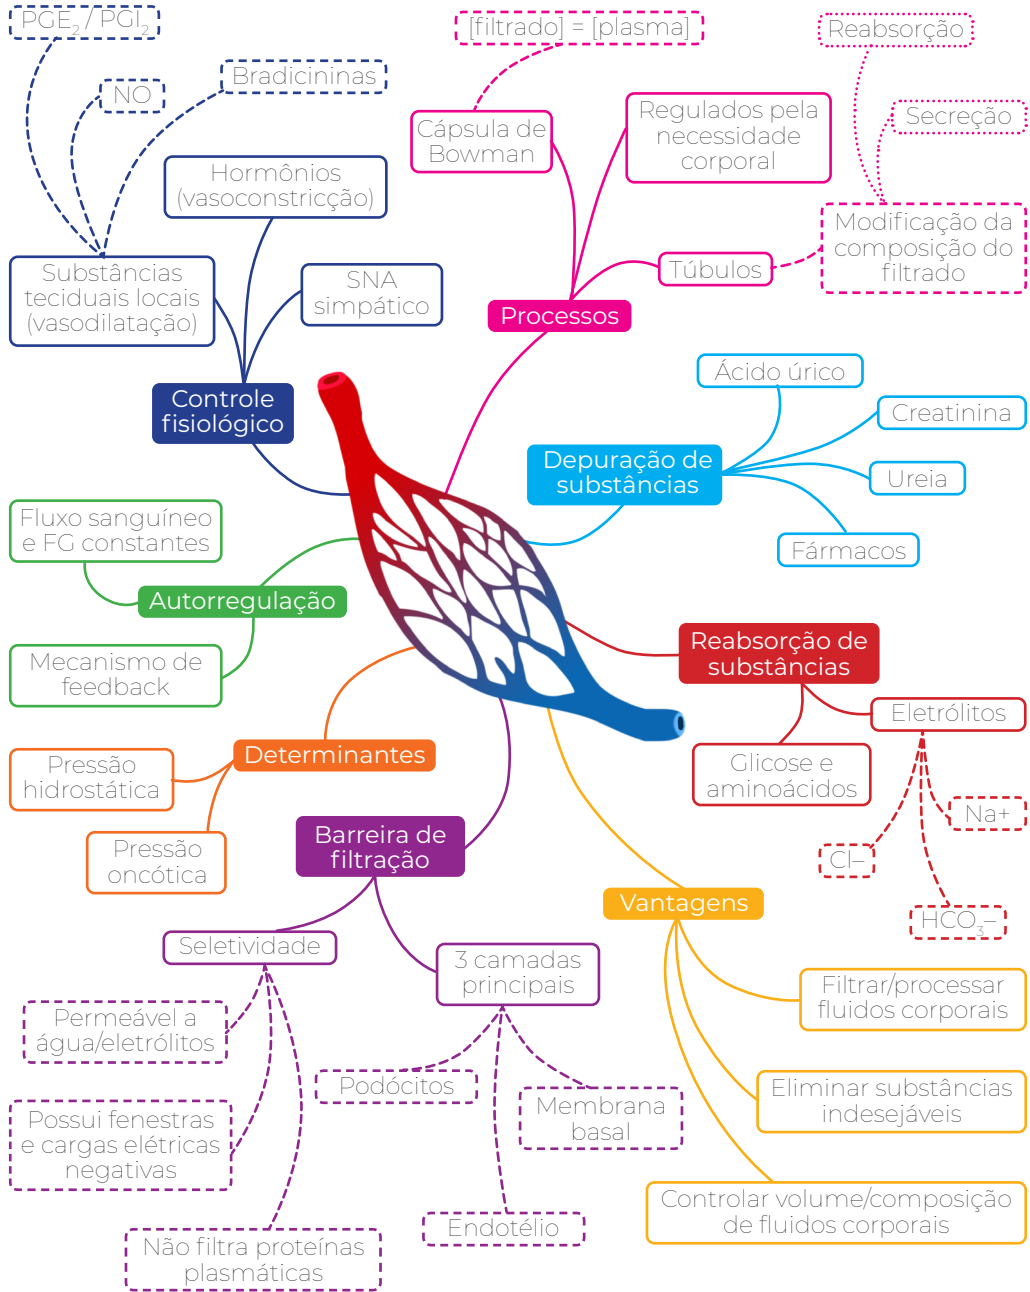 PGE₂ / PGI₂
NO
Bradicininas
Hormônios
(vasoconstricção)
Substâncias
teciduais locais
(vasodilatação)
SNA
simpático
Controle
fisiológico
[filtrado] = [plasma]
Cápsula de
Bowman
Regulados pela
necessidade
corporal
Reabsorção
Secreção
Modificação da
composição do
filtrado
Túbulos
Processos
Ácido úrico
Creatinina
Ureia
Fármacos
Depuração de
substâncias
Fluxo sanguíneo
e FG constantes
Autorregulação
Mecanismo de
feedback
Reabsorção de
substâncias
Eletrólitos
Glicose e
aminoácidos
Na+
Cl–
HCO₃–
Determinantes
Pressão
hidrostática
Pressão
oncótica
Barreira de
filtração
Seletividade
3 camadas
principais
Permeável a
água/eletrólitos
Possui fenestras
e cargas elétricas
negativas
Não filtra proteínas
plasmáticas
Podócitos
Membrana
basal
Endotélio
Vantagens
Filtrar/processar
fluidos corporais
Eliminar substâncias
indesejáveis
Controlar volume/composição
de fluidos corporais